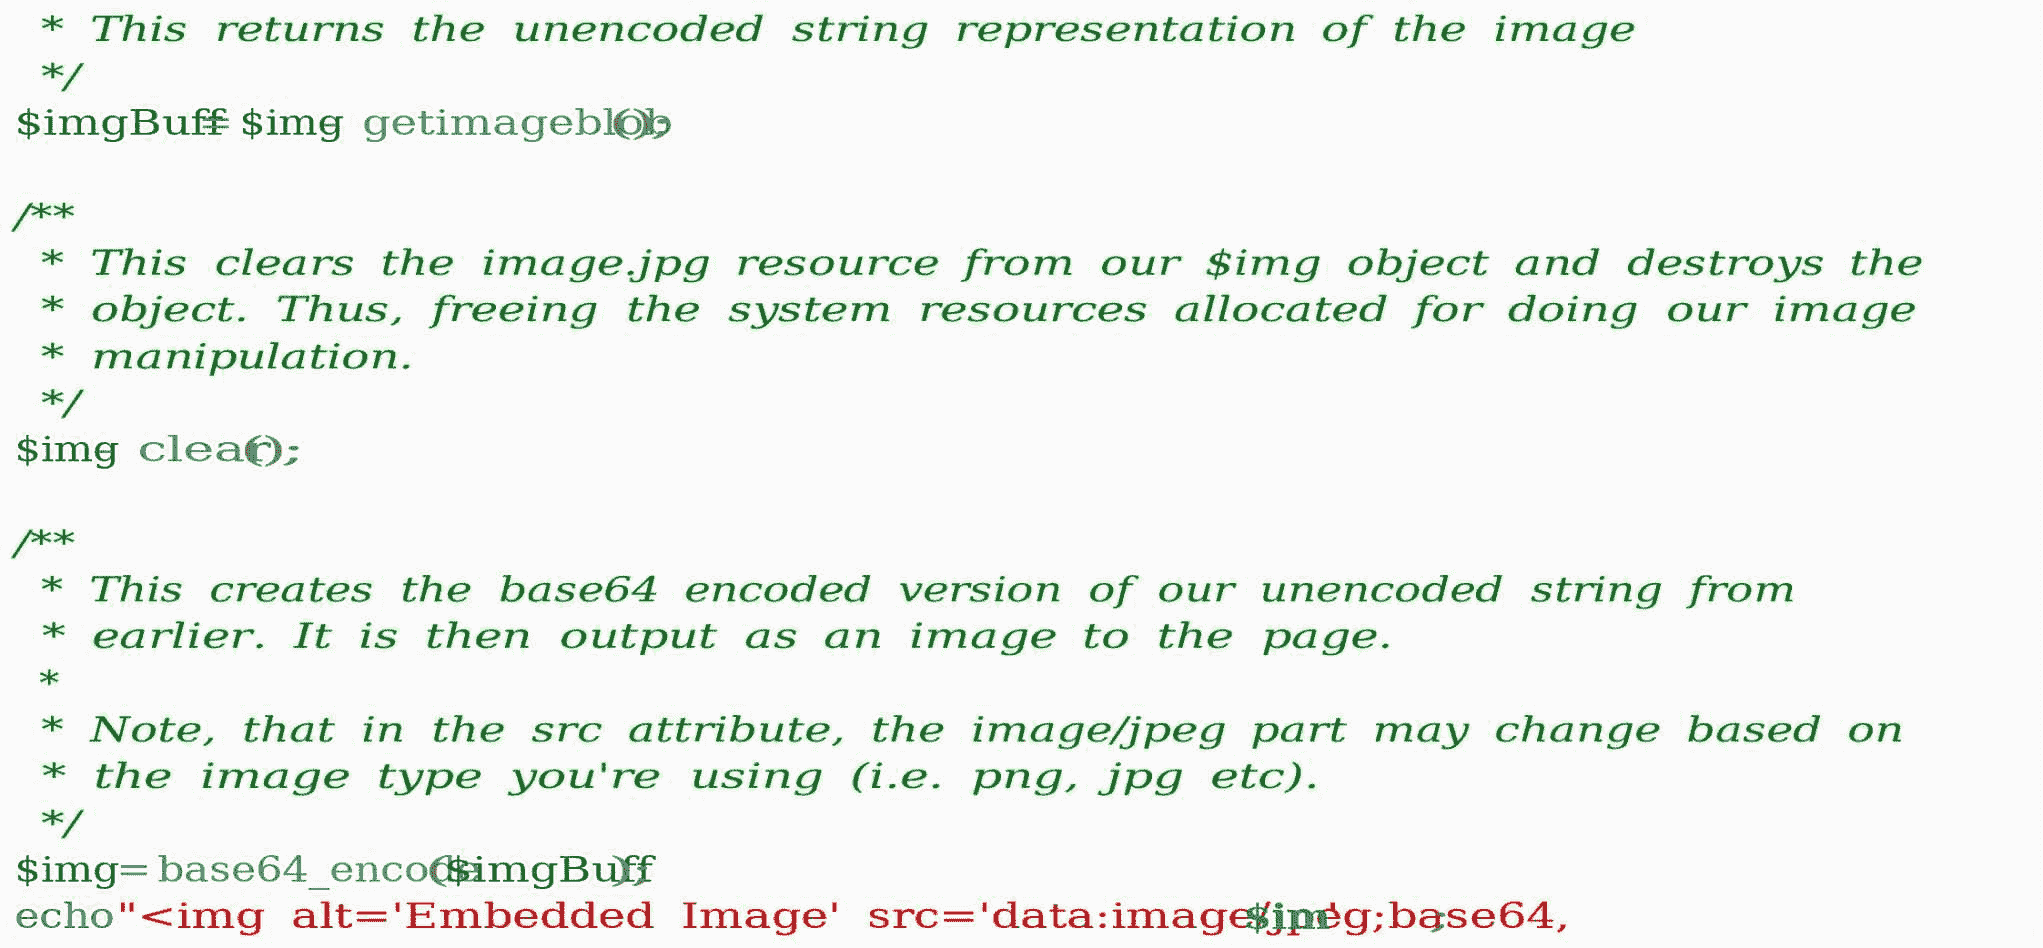 * This returns the unencoded string representation of the image
*/
$imgBuff = $img getimageblob();
/**
* This clears the image.jpg resource from our $img object and destroys the
* object. Thus, freeing the system resources allocated for doing our image
* manipulation.
*/
$img clear();
/**
* This creates the base64 encoded version of our unencoded string from
* earlier. It is then output as an image to the page.
*
* Note, that in the src attribute, the image/jpeg part may change based on
* the image type you're using (i.e. png, jpg etc).
*/
$img = base64_encode($imgBuff);
echo "<img alt='Embedded Image' src='data:image/jpeg;base64,